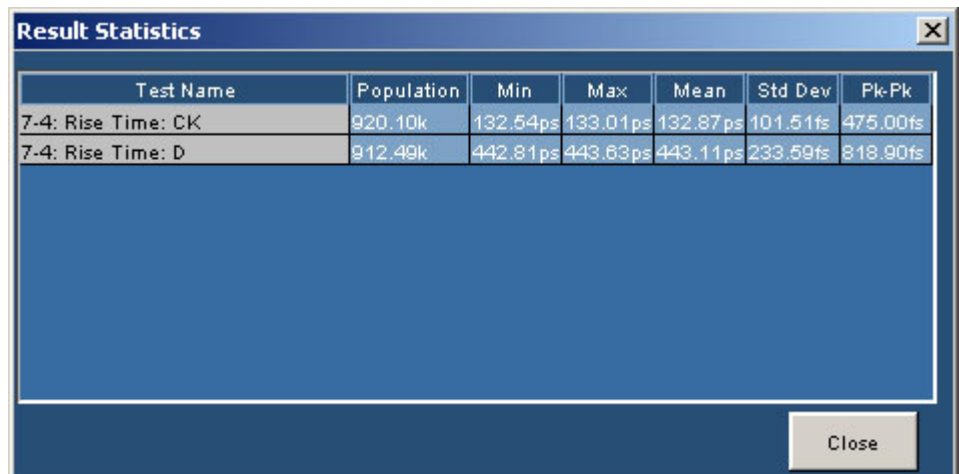 Result Statistics
Test Name Population Min Max Mean Std Dev Pk-Pk
7-4: Rise Time: CK 920.10k 132.54ps 133.01ps 132.87ps 101.51fs 475.00fs
7-4: Rise Time: D 912.49k 442.81ps 443.63ps 443.11ps 233.59fs 818.90fs
Close